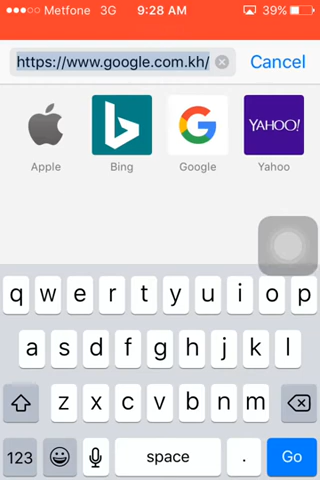 Metfone 3G 9:28 AM 39%
https://www.google.com.kh/ Cancel
YAHOO!
Apple Bing Google Yahoo
q w e r t y u i o p
a s d f g h j k l
z x c v b n m
123 space . Go